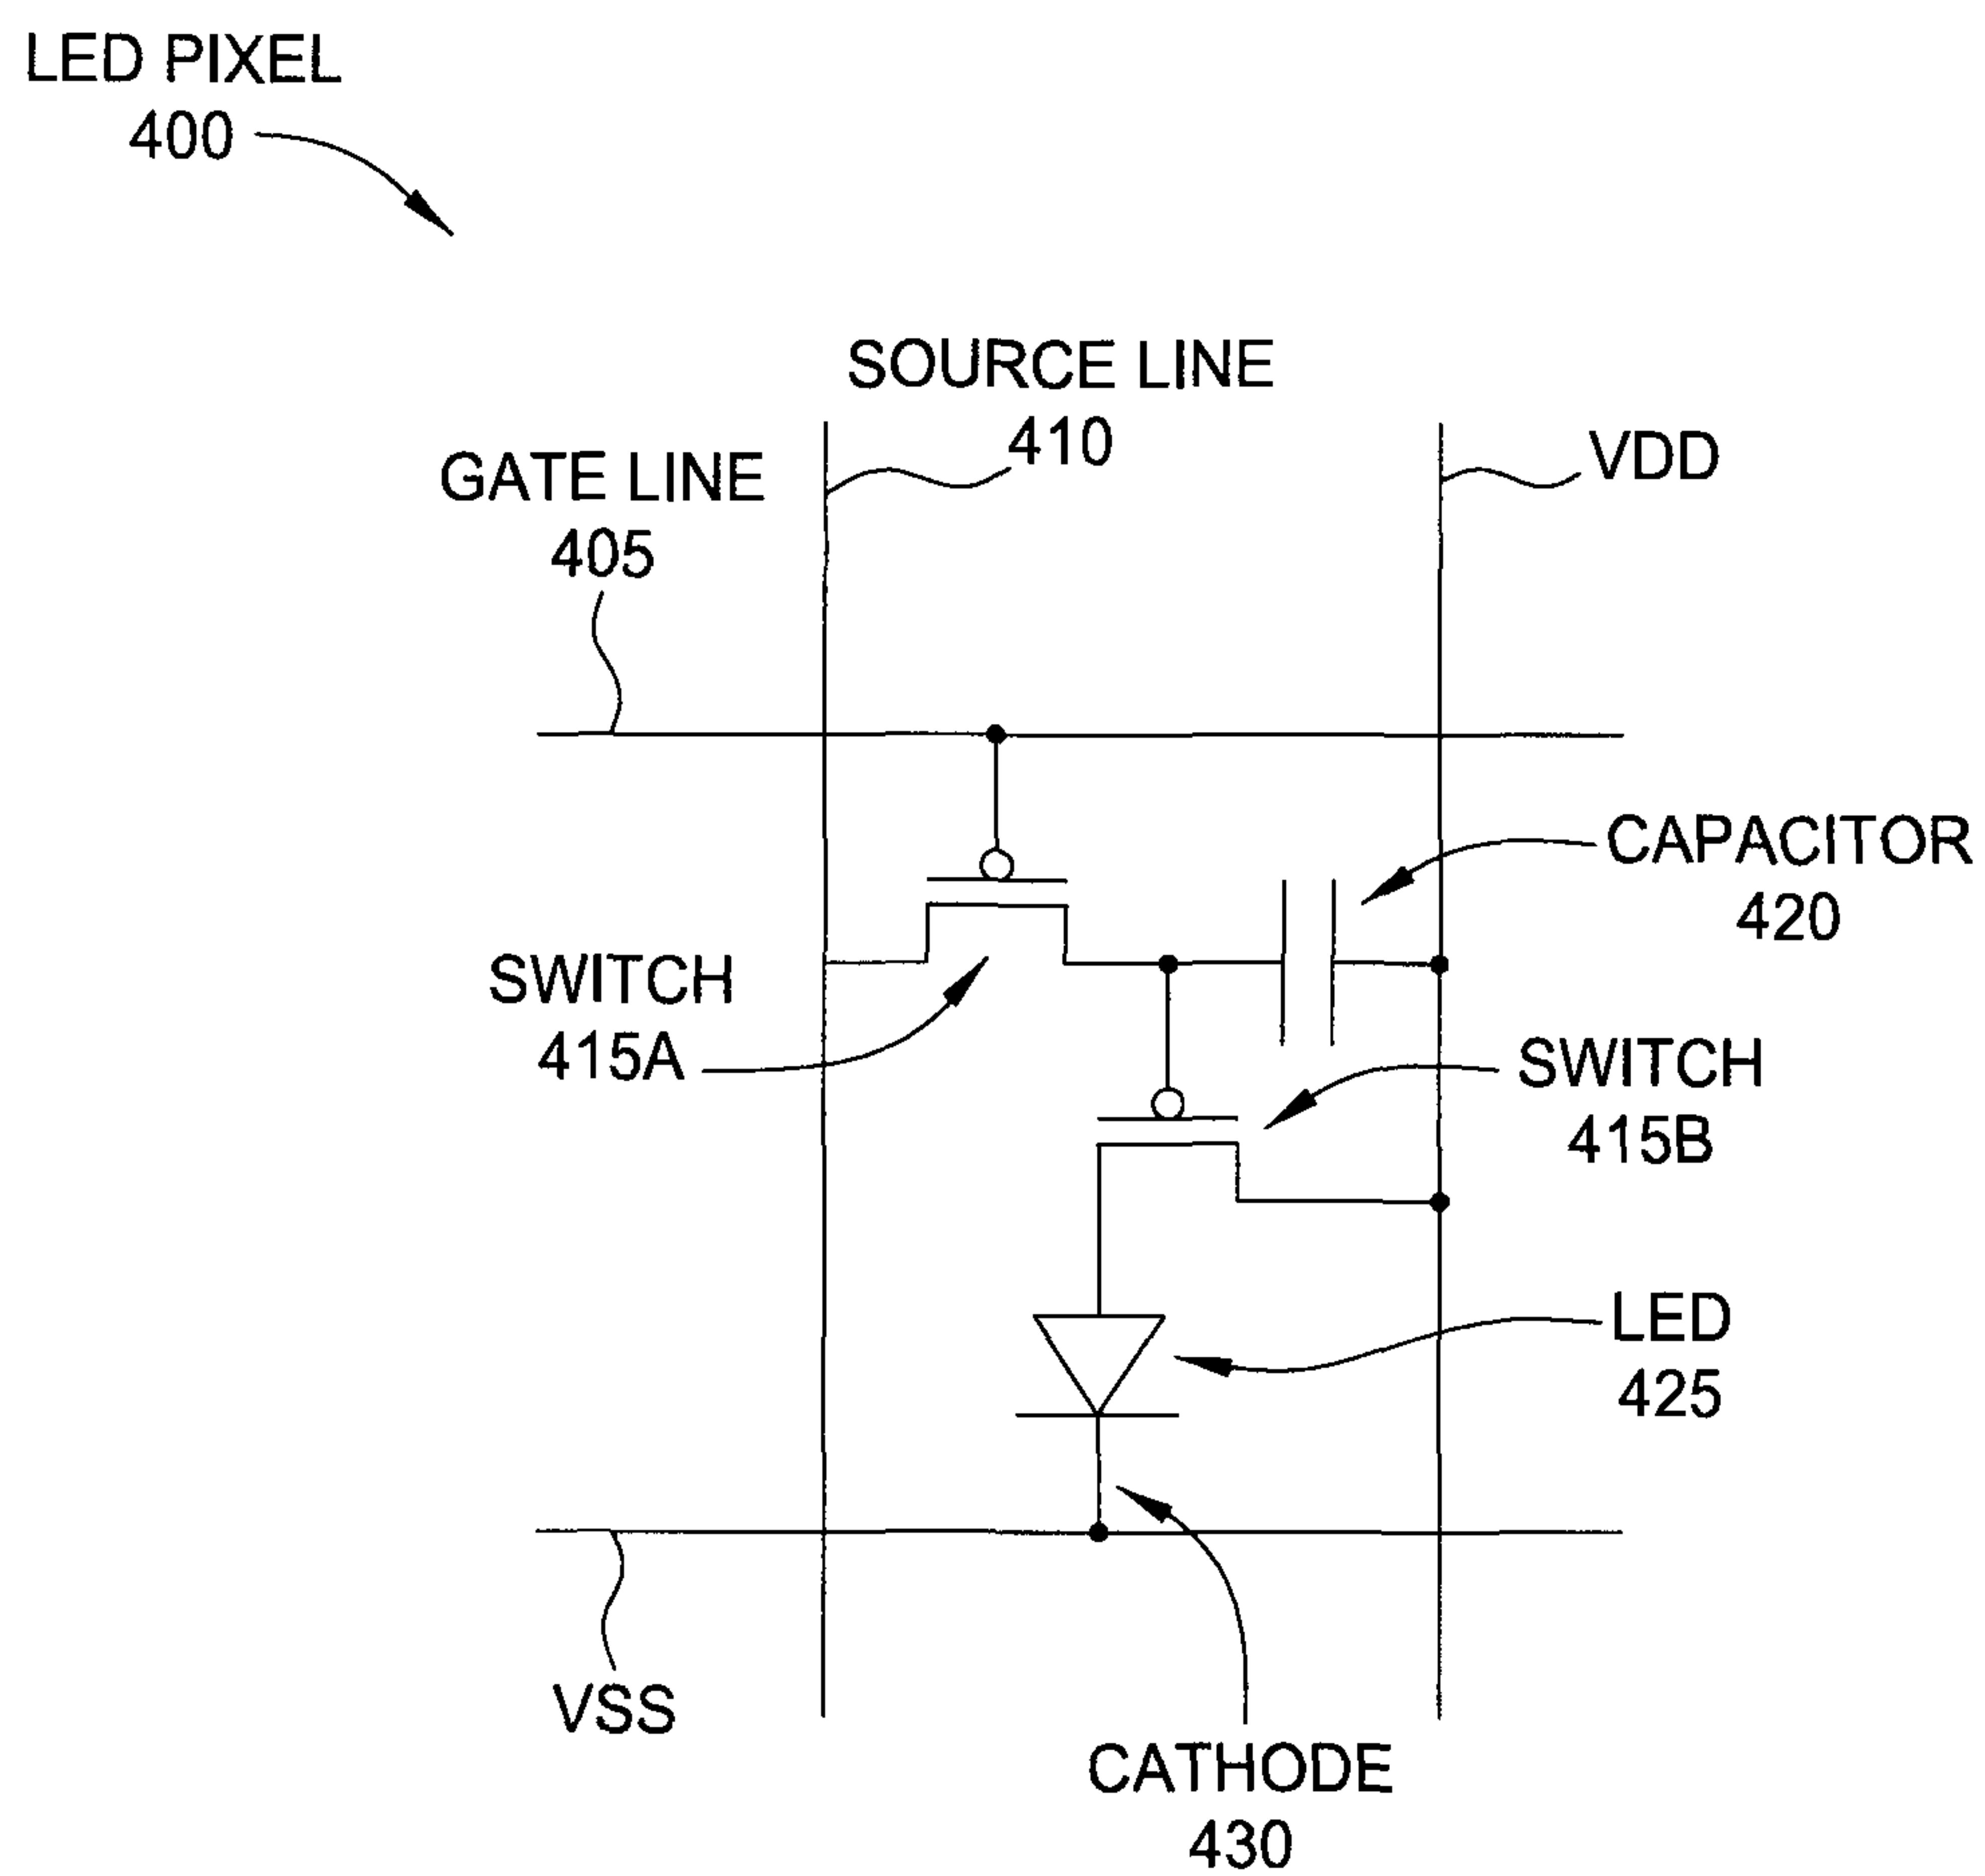 LED PIXEL
400
SOURCE LINE
410
VDD
GATE LINE
405
CAPACITOR
420
SWITCH
415A
SWITCH
415B
LED
425
VSS
CATHODE
430